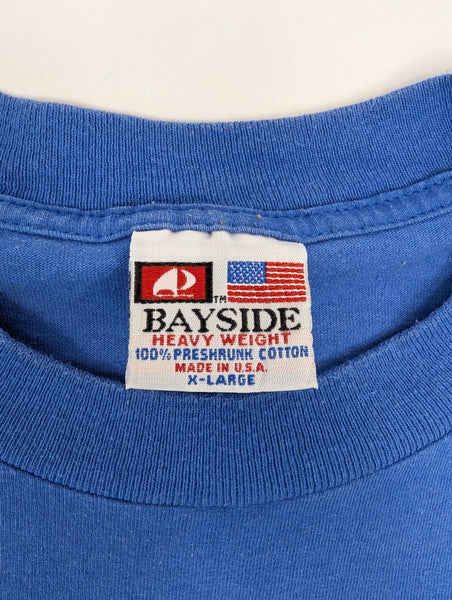 TM
BAYSIDE
HEAVY WEIGHT
100% PRESHRUNK COTTON
MADE IN U.S.A.
X-LARGE